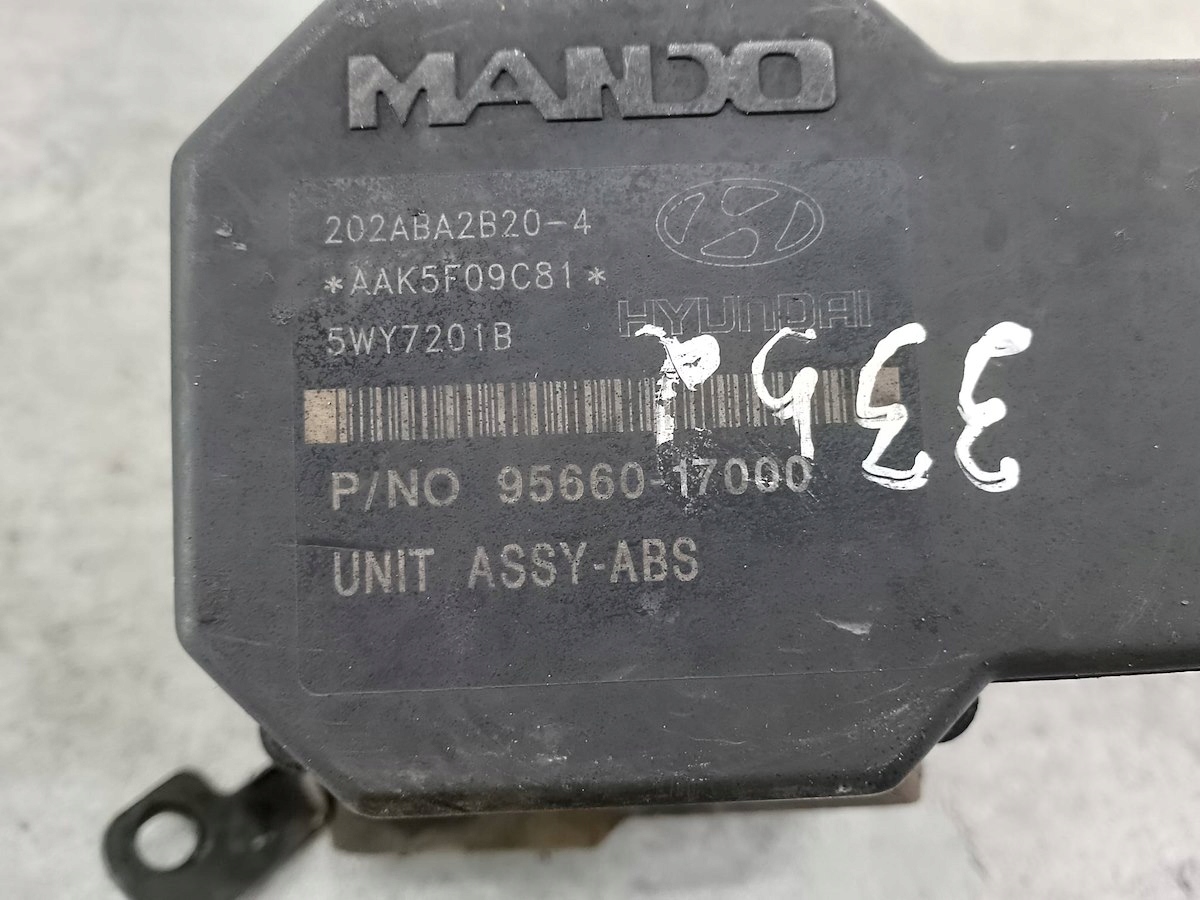 MANDO
202ABA2B20-4
*AAK5F09C81*
5WY7201B
HYUNDAI
P/NO 95660-17000
UNIT ASSY-ABS